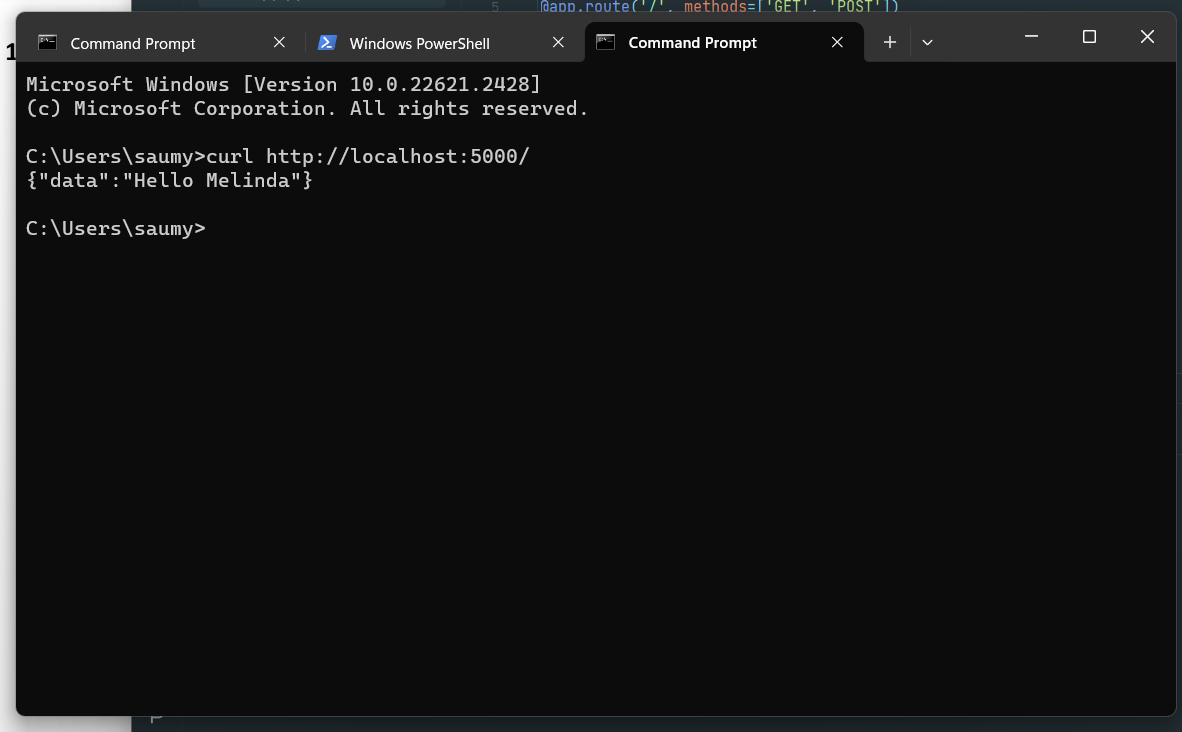 5 @app.route('/', methods=['GET', 'POST'])
1
Command Prompt
Windows PowerShell
Command Prompt
Microsoft Windows [Version 10.0.22621.2428]
(c) Microsoft Corporation. All rights reserved.
C:\Users\saumy>curl http://localhost:5000/
{"data":"Hello Melinda"}
C:\Users\saumy>